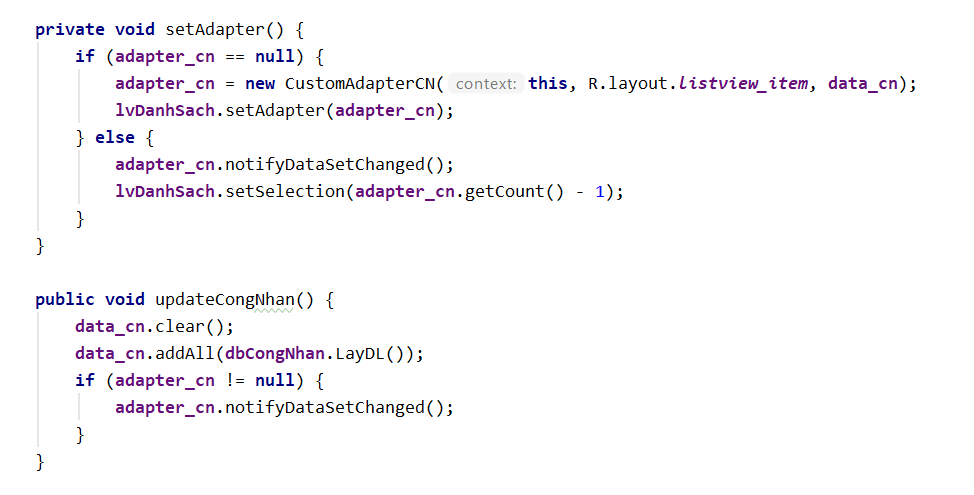 private void setAdapter() {
    if (adapter_cn == null) {
        adapter_cn = new CustomAdapterCN( context: this, R.layout.listview_item, data_cn);
        lvDanhSach.setAdapter(adapter_cn);
    } else {
        adapter_cn.notifyDataSetChanged();
        lvDanhSach.setSelection(adapter_cn.getCount() - 1);
    }
}

public void updateCongNhan() {
    data_cn.clear();
    data_cn.addAll(dbCongNhan.LayDL());
    if (adapter_cn != null) {
        adapter_cn.notifyDataSetChanged();
    }
}